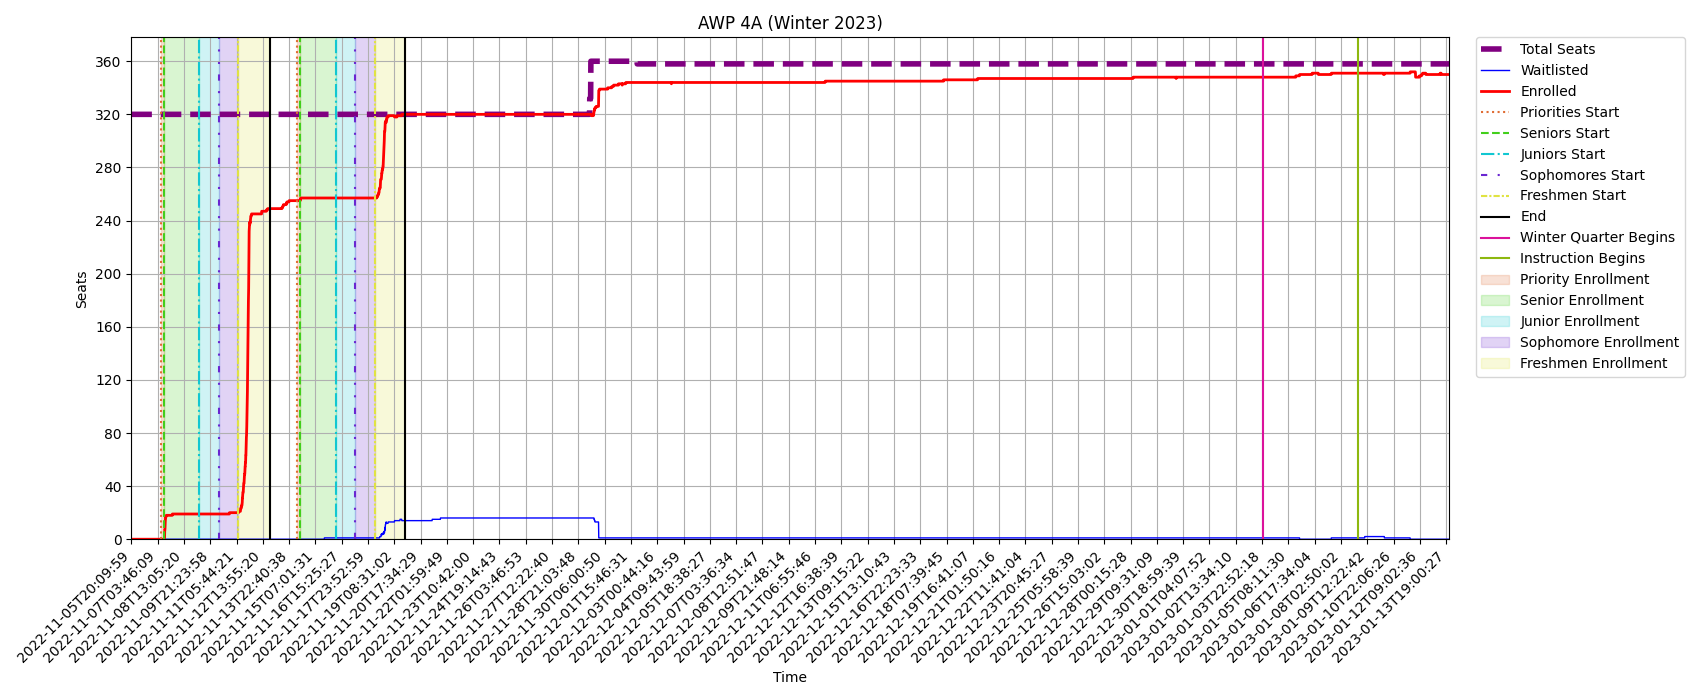 AWP 4A (Winter 2023)
Seats
360
320
280
240
200
160
120
80
40
0
2022-11-05T20:09:59
2022-11-07T03:46:09
2022-11-08T13:05:20
2022-11-09T21:23:58
2022-11-11T05:44:21
2022-11-12T13:55:20
2022-11-13T22:40:38
2022-11-15T07:01:31
2022-11-16T15:25:27
2022-11-17T23:52:59
2022-11-19T08:31:02
2022-11-20T17:34:29
2022-11-22T01:59:49
2022-11-23T10:42:00
2022-11-24T19:14:43
2022-11-26T03:46:53
2022-11-27T12:22:40
2022-11-28T21:03:48
2022-11-30T06:00:50
2022-12-01T15:46:31
2022-12-03T00:44:16
2022-12-04T09:43:59
2022-12-05T18:38:27
2022-12-07T03:36:34
2022-12-08T12:51:47
2022-12-09T21:48:14
2022-12-11T06:55:46
2022-12-12T16:38:39
2022-12-13T09:15:22
2022-12-15T13:10:43
2022-12-16T22:23:33
2022-12-18T07:39:45
2022-12-19T16:41:07
2022-12-21T01:50:16
2022-12-22T11:41:04
2022-12-23T20:45:27
2022-12-25T05:58:39
2022-12-26T15:03:02
2022-12-28T00:15:28
2022-12-29T09:31:09
2022-12-30T18:59:39
2023-01-01T04:07:52
2023-01-02T13:34:10
2023-01-03T22:52:18
2023-01-05T08:11:30
2023-01-06T17:34:04
2023-01-08T02:50:02
2023-01-09T12:22:42
2023-01-10T22:06:26
2023-01-12T09:02:36
2023-01-13T19:00:27
Time
Total Seats
Waitlisted
Enrolled
Priorities Start
Seniors Start
Juniors Start
Sophomores Start
Freshmen Start
End
Winter Quarter Begins
Instruction Begins
Priority Enrollment
Senior Enrollment
Junior Enrollment
Sophomore Enrollment
Freshmen Enrollment